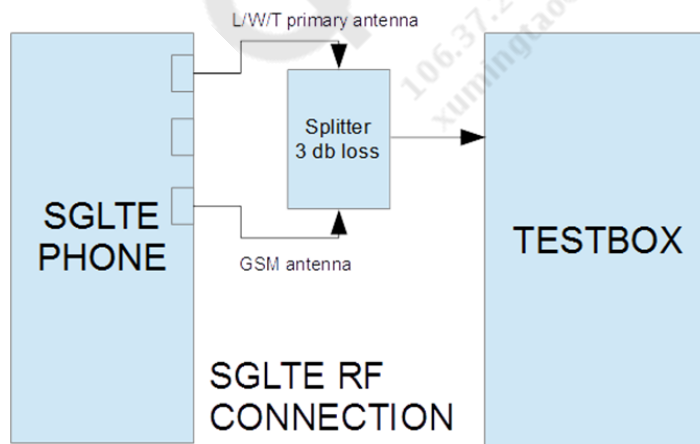 L/W/T primary antenna
Splitter
3 db loss
SGLTE
PHONE
TESTBOX
GSM antenna
SGLTE RF
CONNECTION